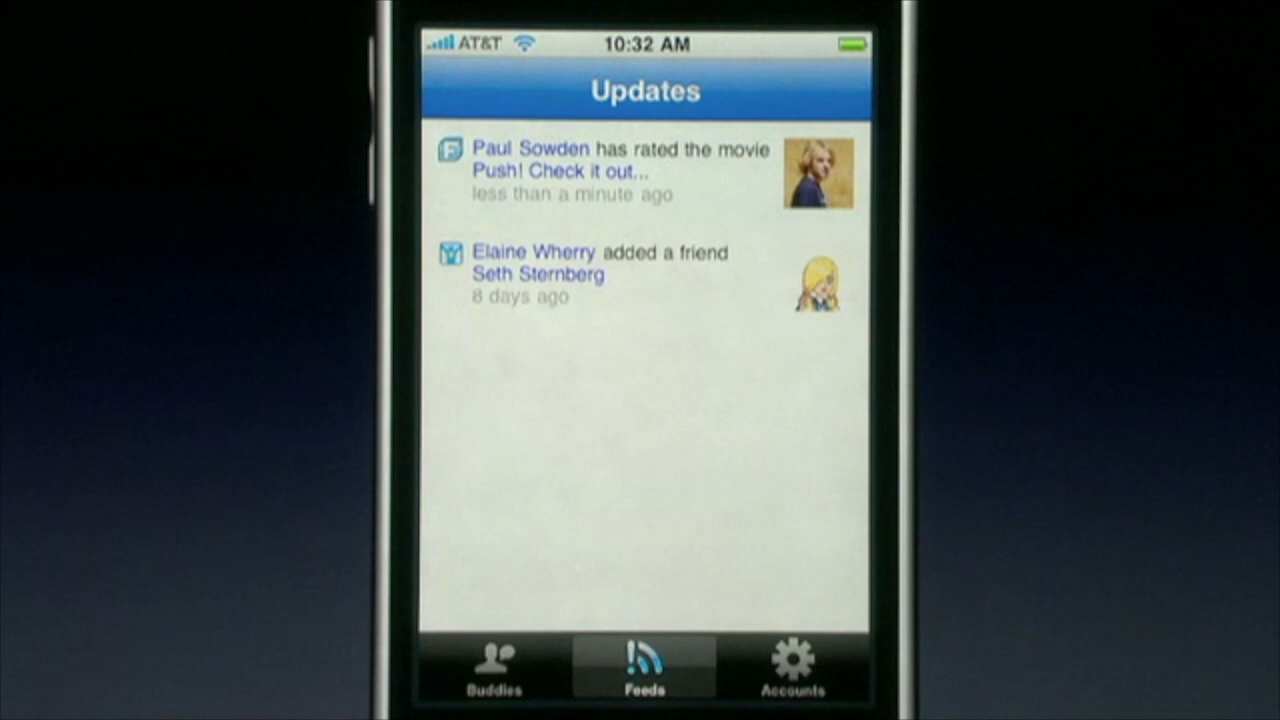 AT&T 10:32 AM
Updates
Paul Sowden has rated the movie
Push! Check it out...
less than a minute ago
Elaine Wherry added a friend
Seth Sternberg
8 days ago
Buddies Feeds Accounts